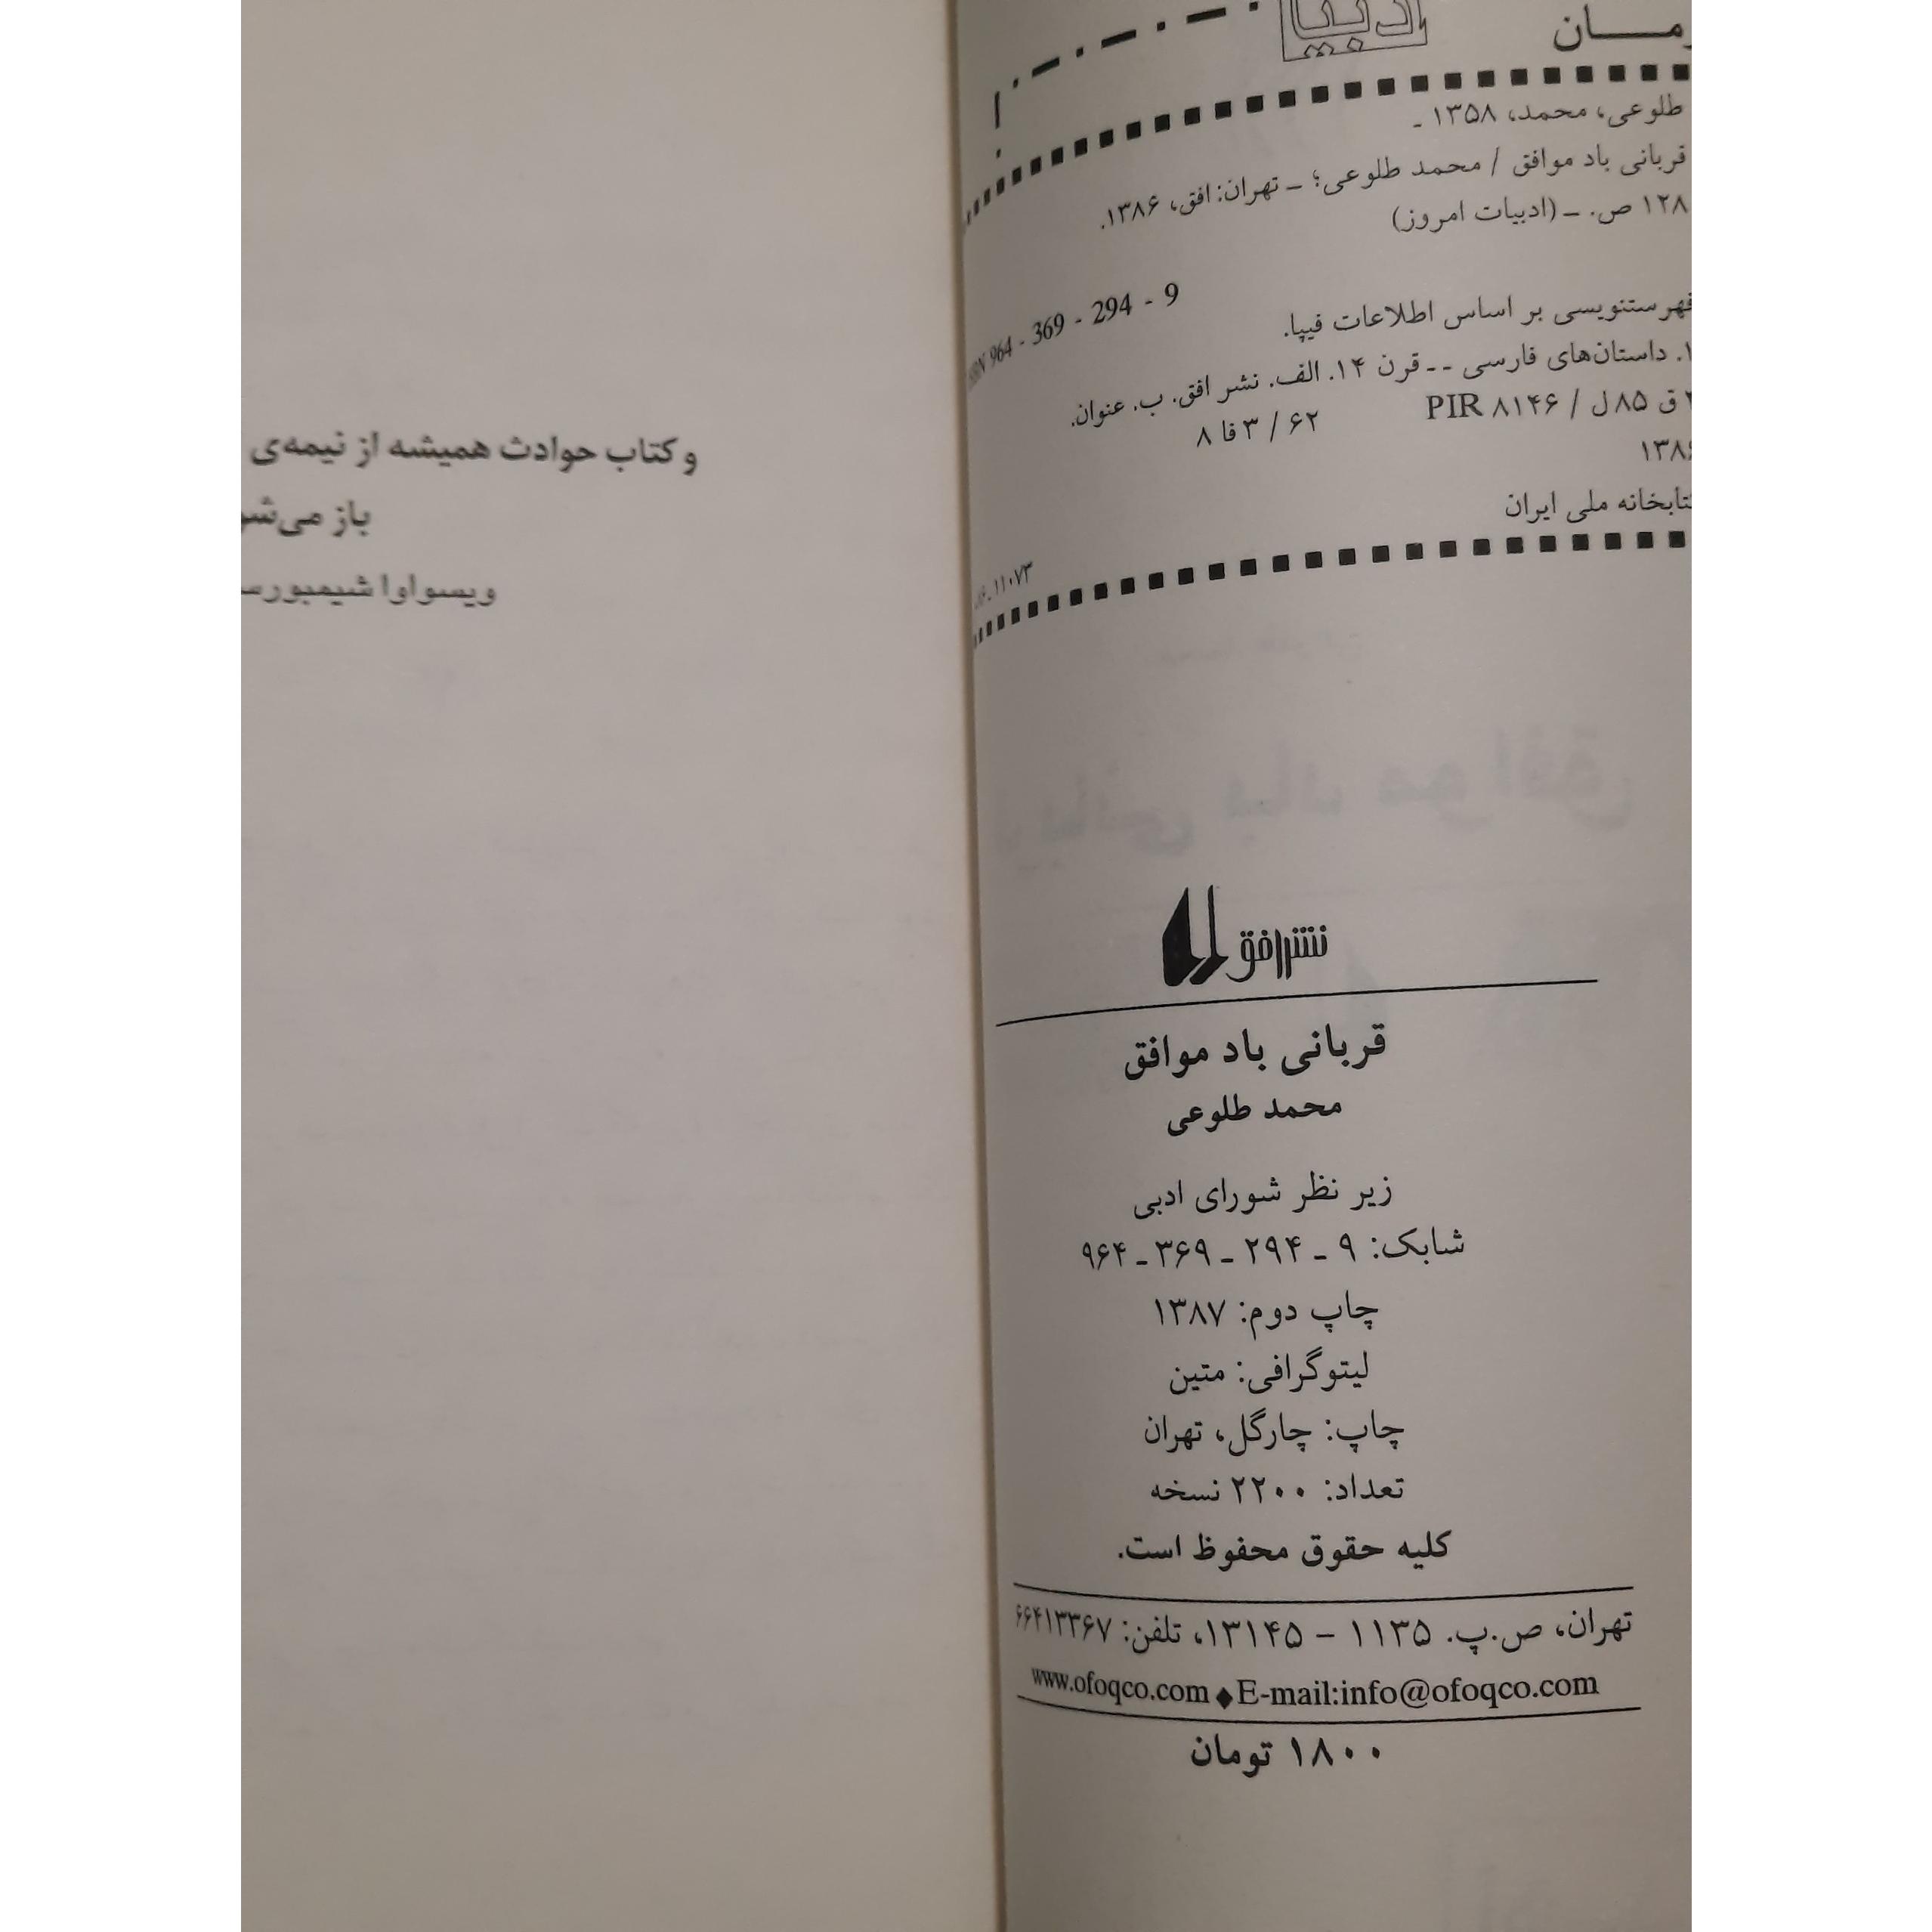 طلوعی، محمد، ۱۳۵۸ ـ
قربانی باد موافق / محمد طلوعی؛ ـ تهران: افق، ۱۳۸۶.
۱۲۸ ص. ـ (ادبیات امروز)
ISBN 964 - 369 - 294 - 9
فهرستنویسی بر اساس اطلاعات فیپا.
۱. داستان‌های فارسی ـ ـ قرن ۱۴. الف. نشر افق. ب. عنوان.
ق ۸۵ ل / PIR ۸۱۴۶
۸ فا ۳ / ۶۲
ملی ایران
۱۱۰۷۳
نشر افق
قربانی باد موافق
محمد طلوعی
زیر نظر شورای ادبی
شابک: ۹ ـ ۲۹۴ ـ ۳۶۹ ـ ۹۶۴
چاپ دوم: ۱۳۸۷
لیتوگرافی: متین
چاپ: چارگل، تهران
تعداد: ۲۲۰۰ نسخه
کلیه حقوق محفوظ است.
تهران، ص.پ. ۱۱۳۵ – ۱۳۱۴۵، تلفن: ۶۶۴۱۳۳۶۷
www.ofoqco.com ◆ E-mail:info@ofoqco.com
۱۸۰۰ تومان
و کتاب حوادث همیشه از نیمه‌ی
باز می‌شو
ویسواوا شیمبورس